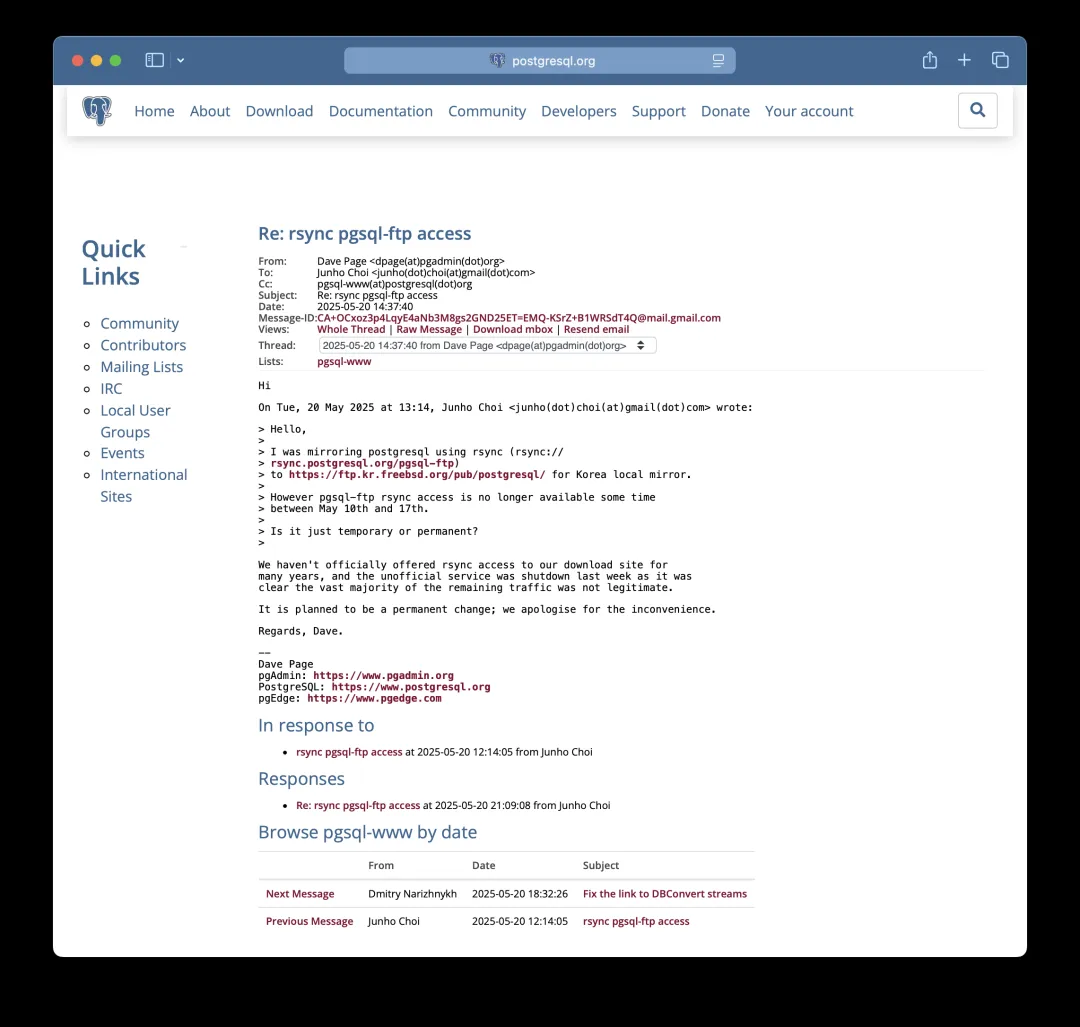 postgresql.org
Home About Download Documentation Community Developers Support Donate Your account
Quick
Links
Community
Contributors
Mailing Lists
IRC
Local User
Groups
Events
International
Sites
Re: rsync pgsql-ftp access
From: Dave Page <dpage(at)pgadmin(dot)org>
To: Junho Choi <junho(dot)choi(at)gmail(dot)com>
Cc: pgsql-www(at)postgresql(dot)org
Subject: Re: rsync pgsql-ftp access
Date: 2025-05-20 14:37:40
Message-ID:CA+OCxoz3p4LqyE4aNb3M8gs2GND25ET=EMQ-KSrZ+B1WRSdT4Q@mail.gmail.com
Views: Whole Thread | Raw Message | Download mbox | Resend email
Thread: 2025-05-20 14:37:40 from Dave Page <dpage(at)pgadmin(dot)org>
Lists: pgsql-www
Hi
On Tue, 20 May 2025 at 13:14, Junho Choi <junho(dot)choi(at)gmail(dot)com> wrote:
> Hello,
>
> I was mirroring postgresql using rsync (rsync://
> rsync.postgresql.org/pgsql-ftp)
> to https://ftp.kr.freebsd.org/pub/postgresql/ for Korea local mirror.
>
> However pgsql-ftp rsync access is no longer available some time
> between May 10th and 17th.
>
> Is it just temporary or permanent?
>
We haven't officially offered rsync access to our download site for
many years, and the unofficial service was shutdown last week as it was
clear the vast majority of the remaining traffic was not legitimate.
It is planned to be a permanent change; we apologise for the inconvenience.
Regards, Dave.
--
Dave Page
pgAdmin: https://www.pgadmin.org
PostgreSQL: https://www.postgresql.org
pgEdge: https://www.pgedge.com
In response to
rsync pgsql-ftp access at 2025-05-20 12:14:05 from Junho Choi
Responses
Re: rsync pgsql-ftp access at 2025-05-20 21:09:08 from Junho Choi
Browse pgsql-www by date
From Date Subject
Next Message Dmitry Narizhnykh 2025-05-20 18:32:26 Fix the link to DBConvert streams
Previous Message Junho Choi 2025-05-20 12:14:05 rsync pgsql-ftp access